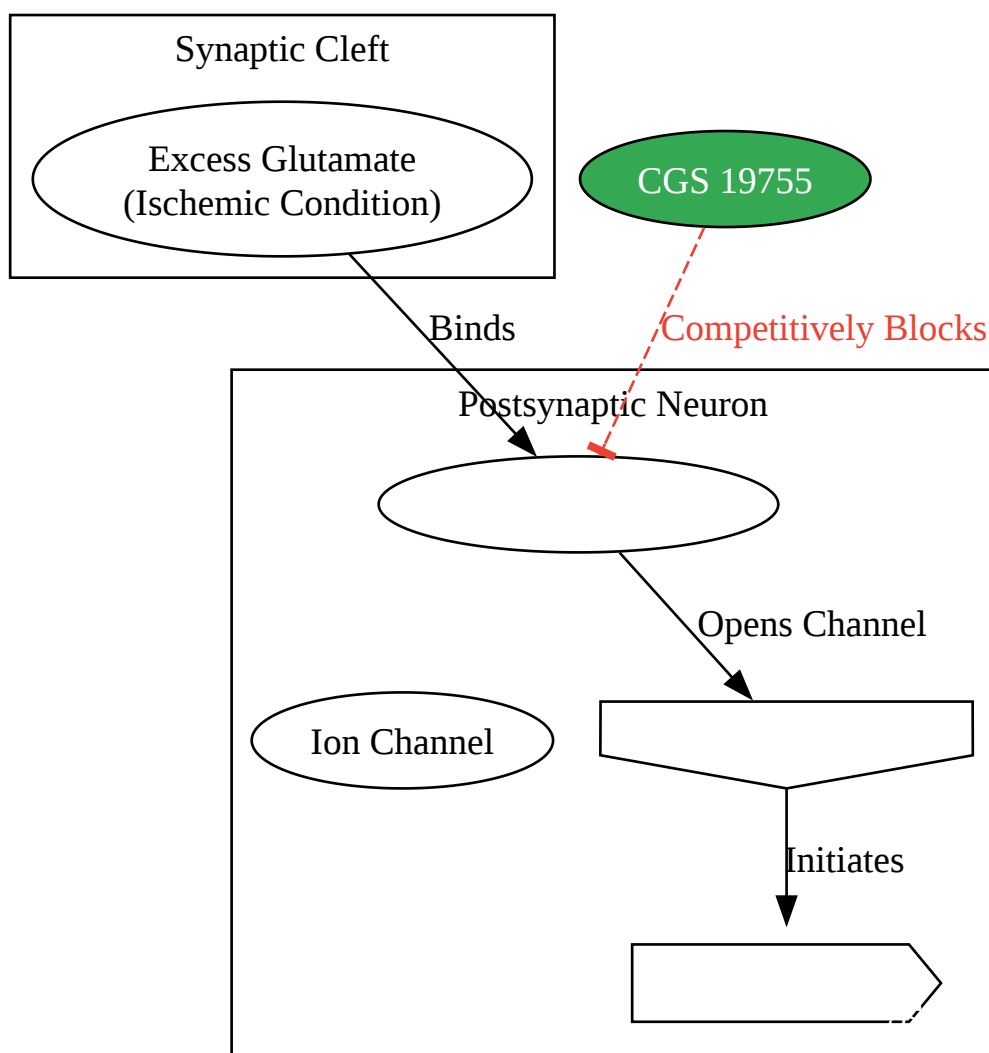 Synaptic Cleft
Excess Glutamate
(Ischemic Condition)
CGS 19755
Binds
Competitively Blocks
Postsynaptic Neuron
Opens Channel
Ion Channel
Initiates